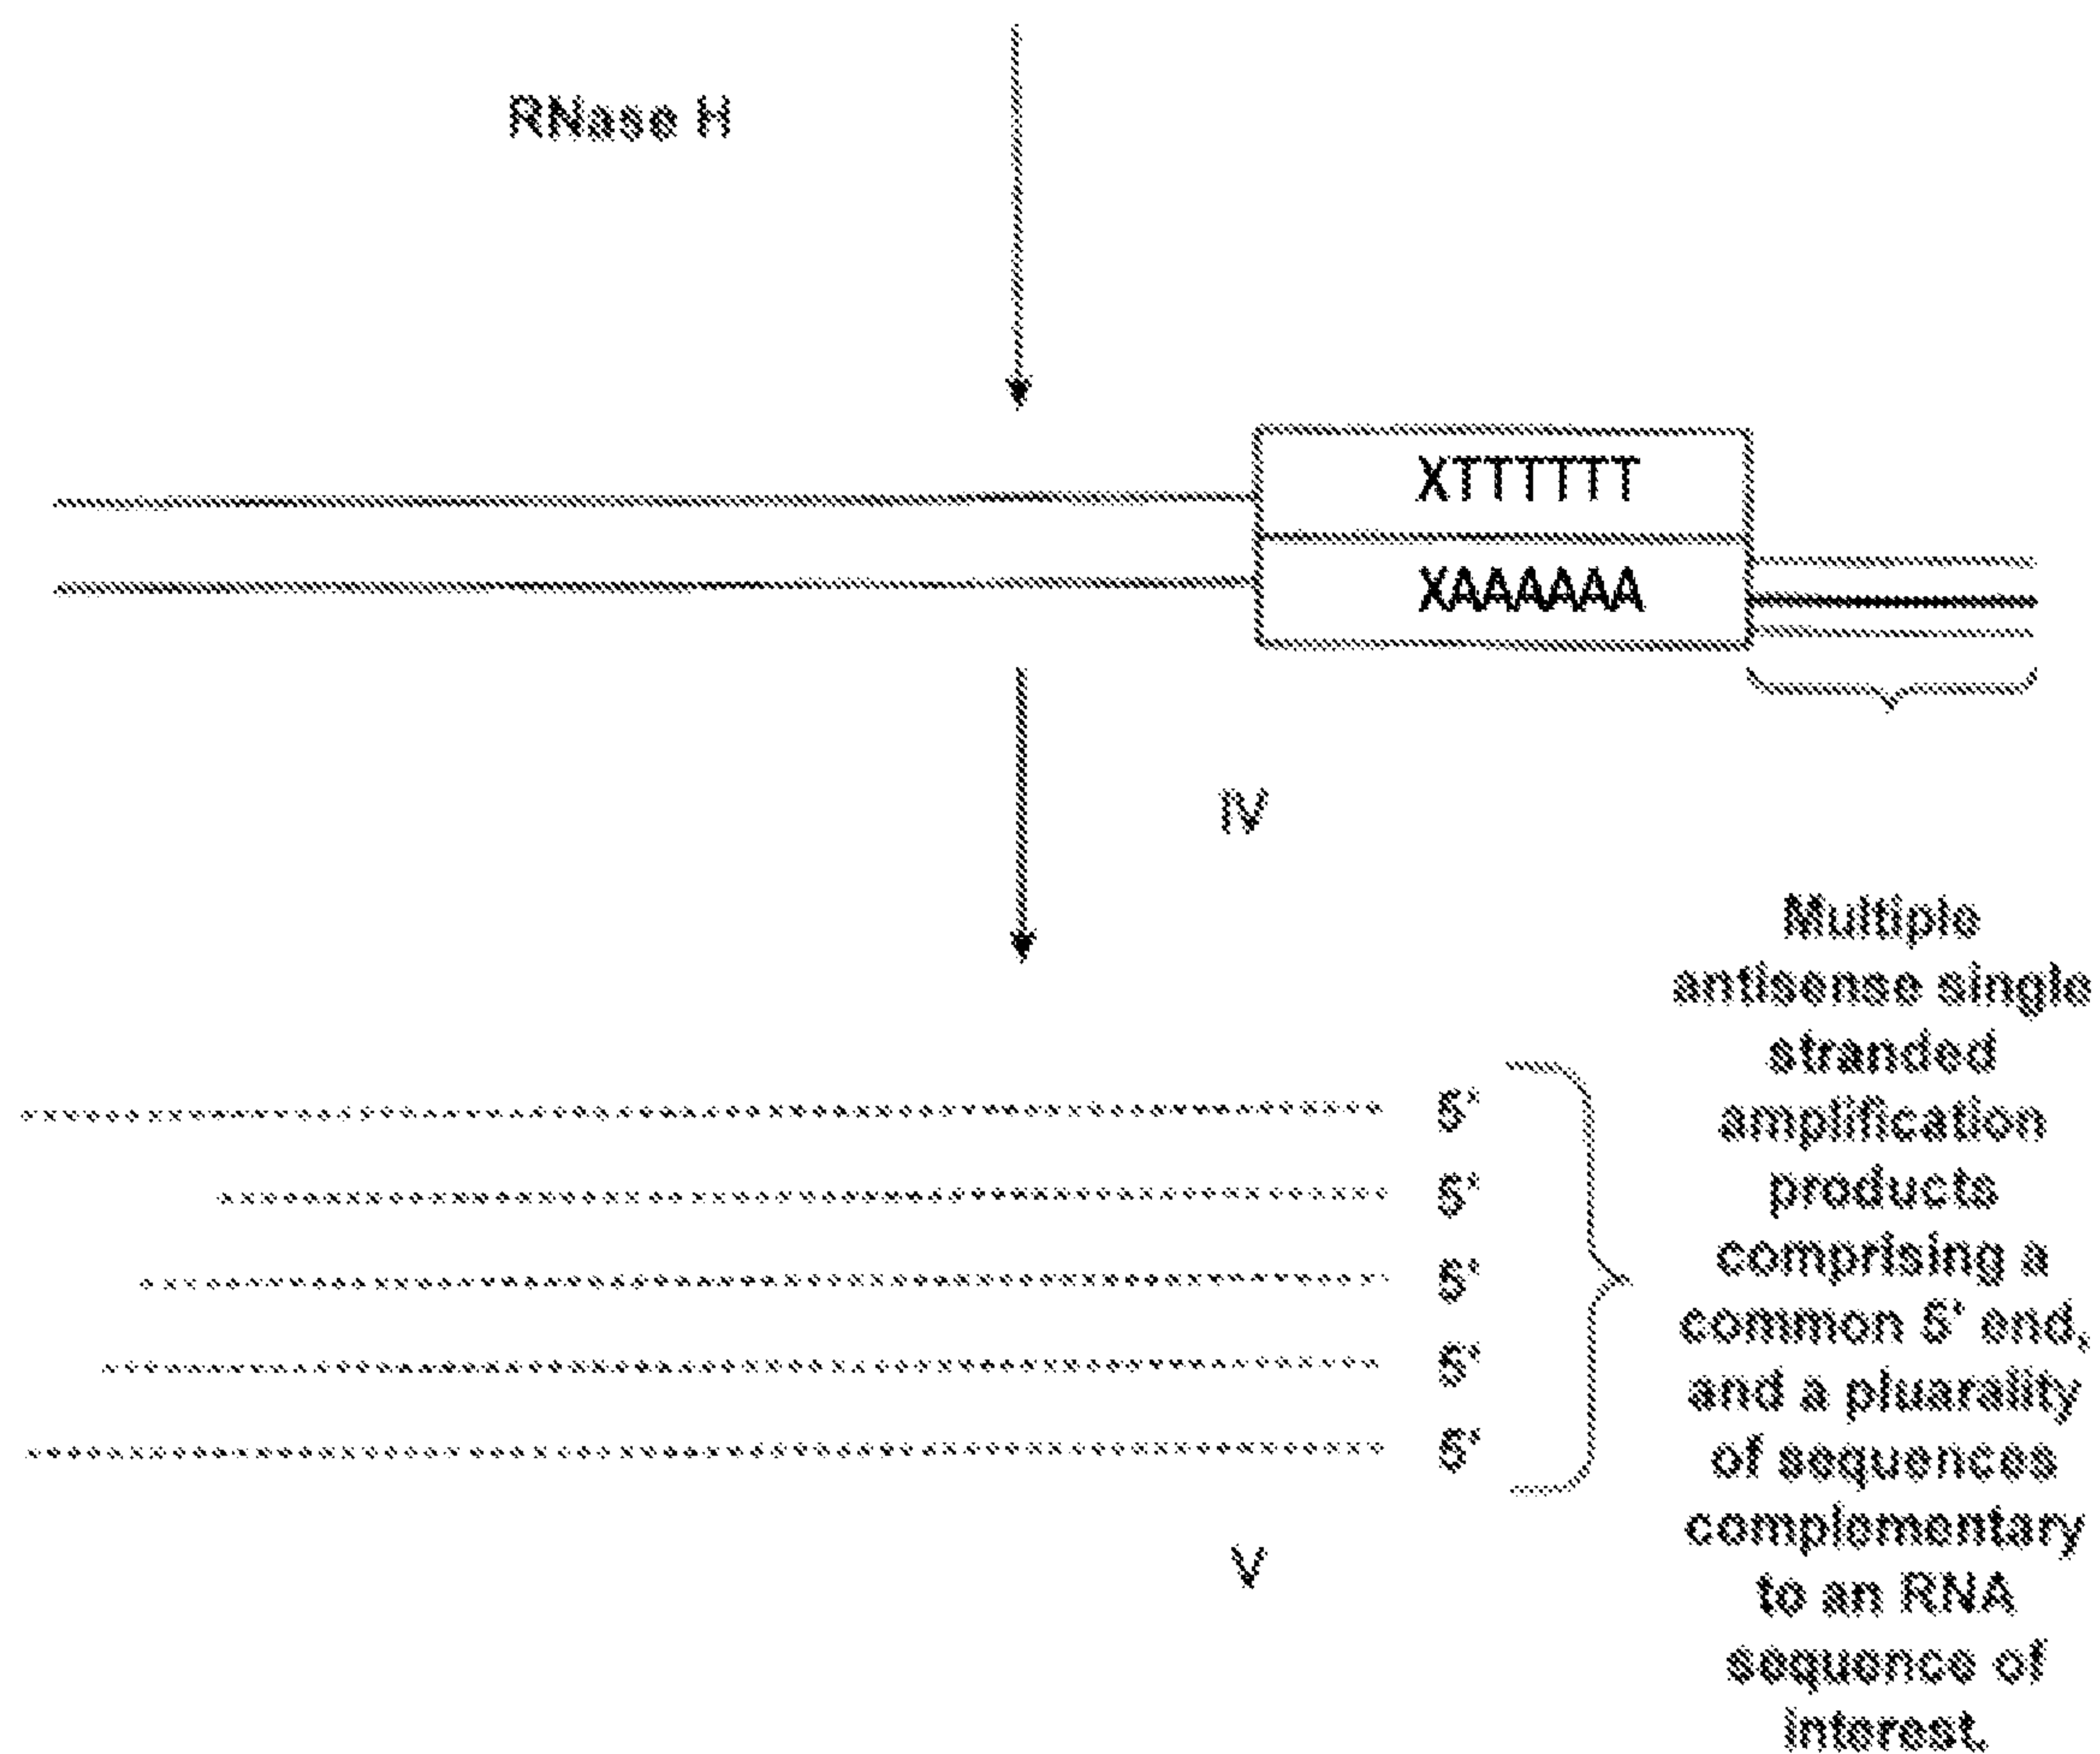 RNase H
XTTTTTT
XAAAAAA
IV
Multiple
antisense single
stranded
amplification
products
comprising a
common 5' end,
and a pluarality
of sequences
complementary
to an RNA
sequence of
interest.
5'
5'
5'
5'
5'
V